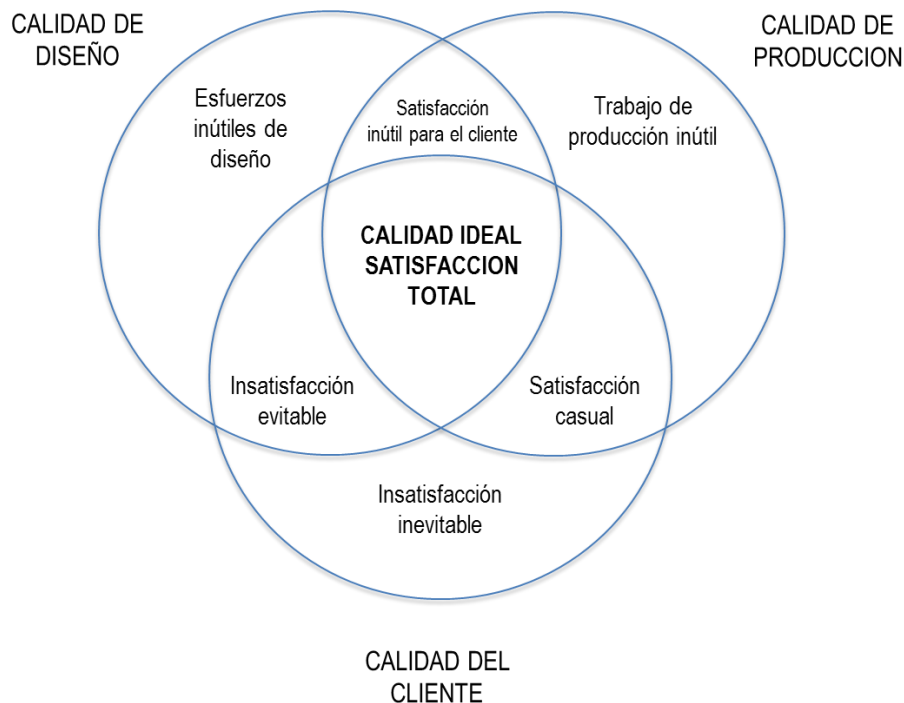 CALIDAD DE
DISEÑO
CALIDAD DE
PRODUCCION
Esfuerzos
inútiles de
diseño
Satisfacción
inútil para el cliente
Trabajo de
producción inútil
CALIDAD IDEAL
SATISFACCION
TOTAL
Insatisfacción
evitable
Satisfacción
casual
Insatisfacción
inevitable
CALIDAD DEL
CLIENTE